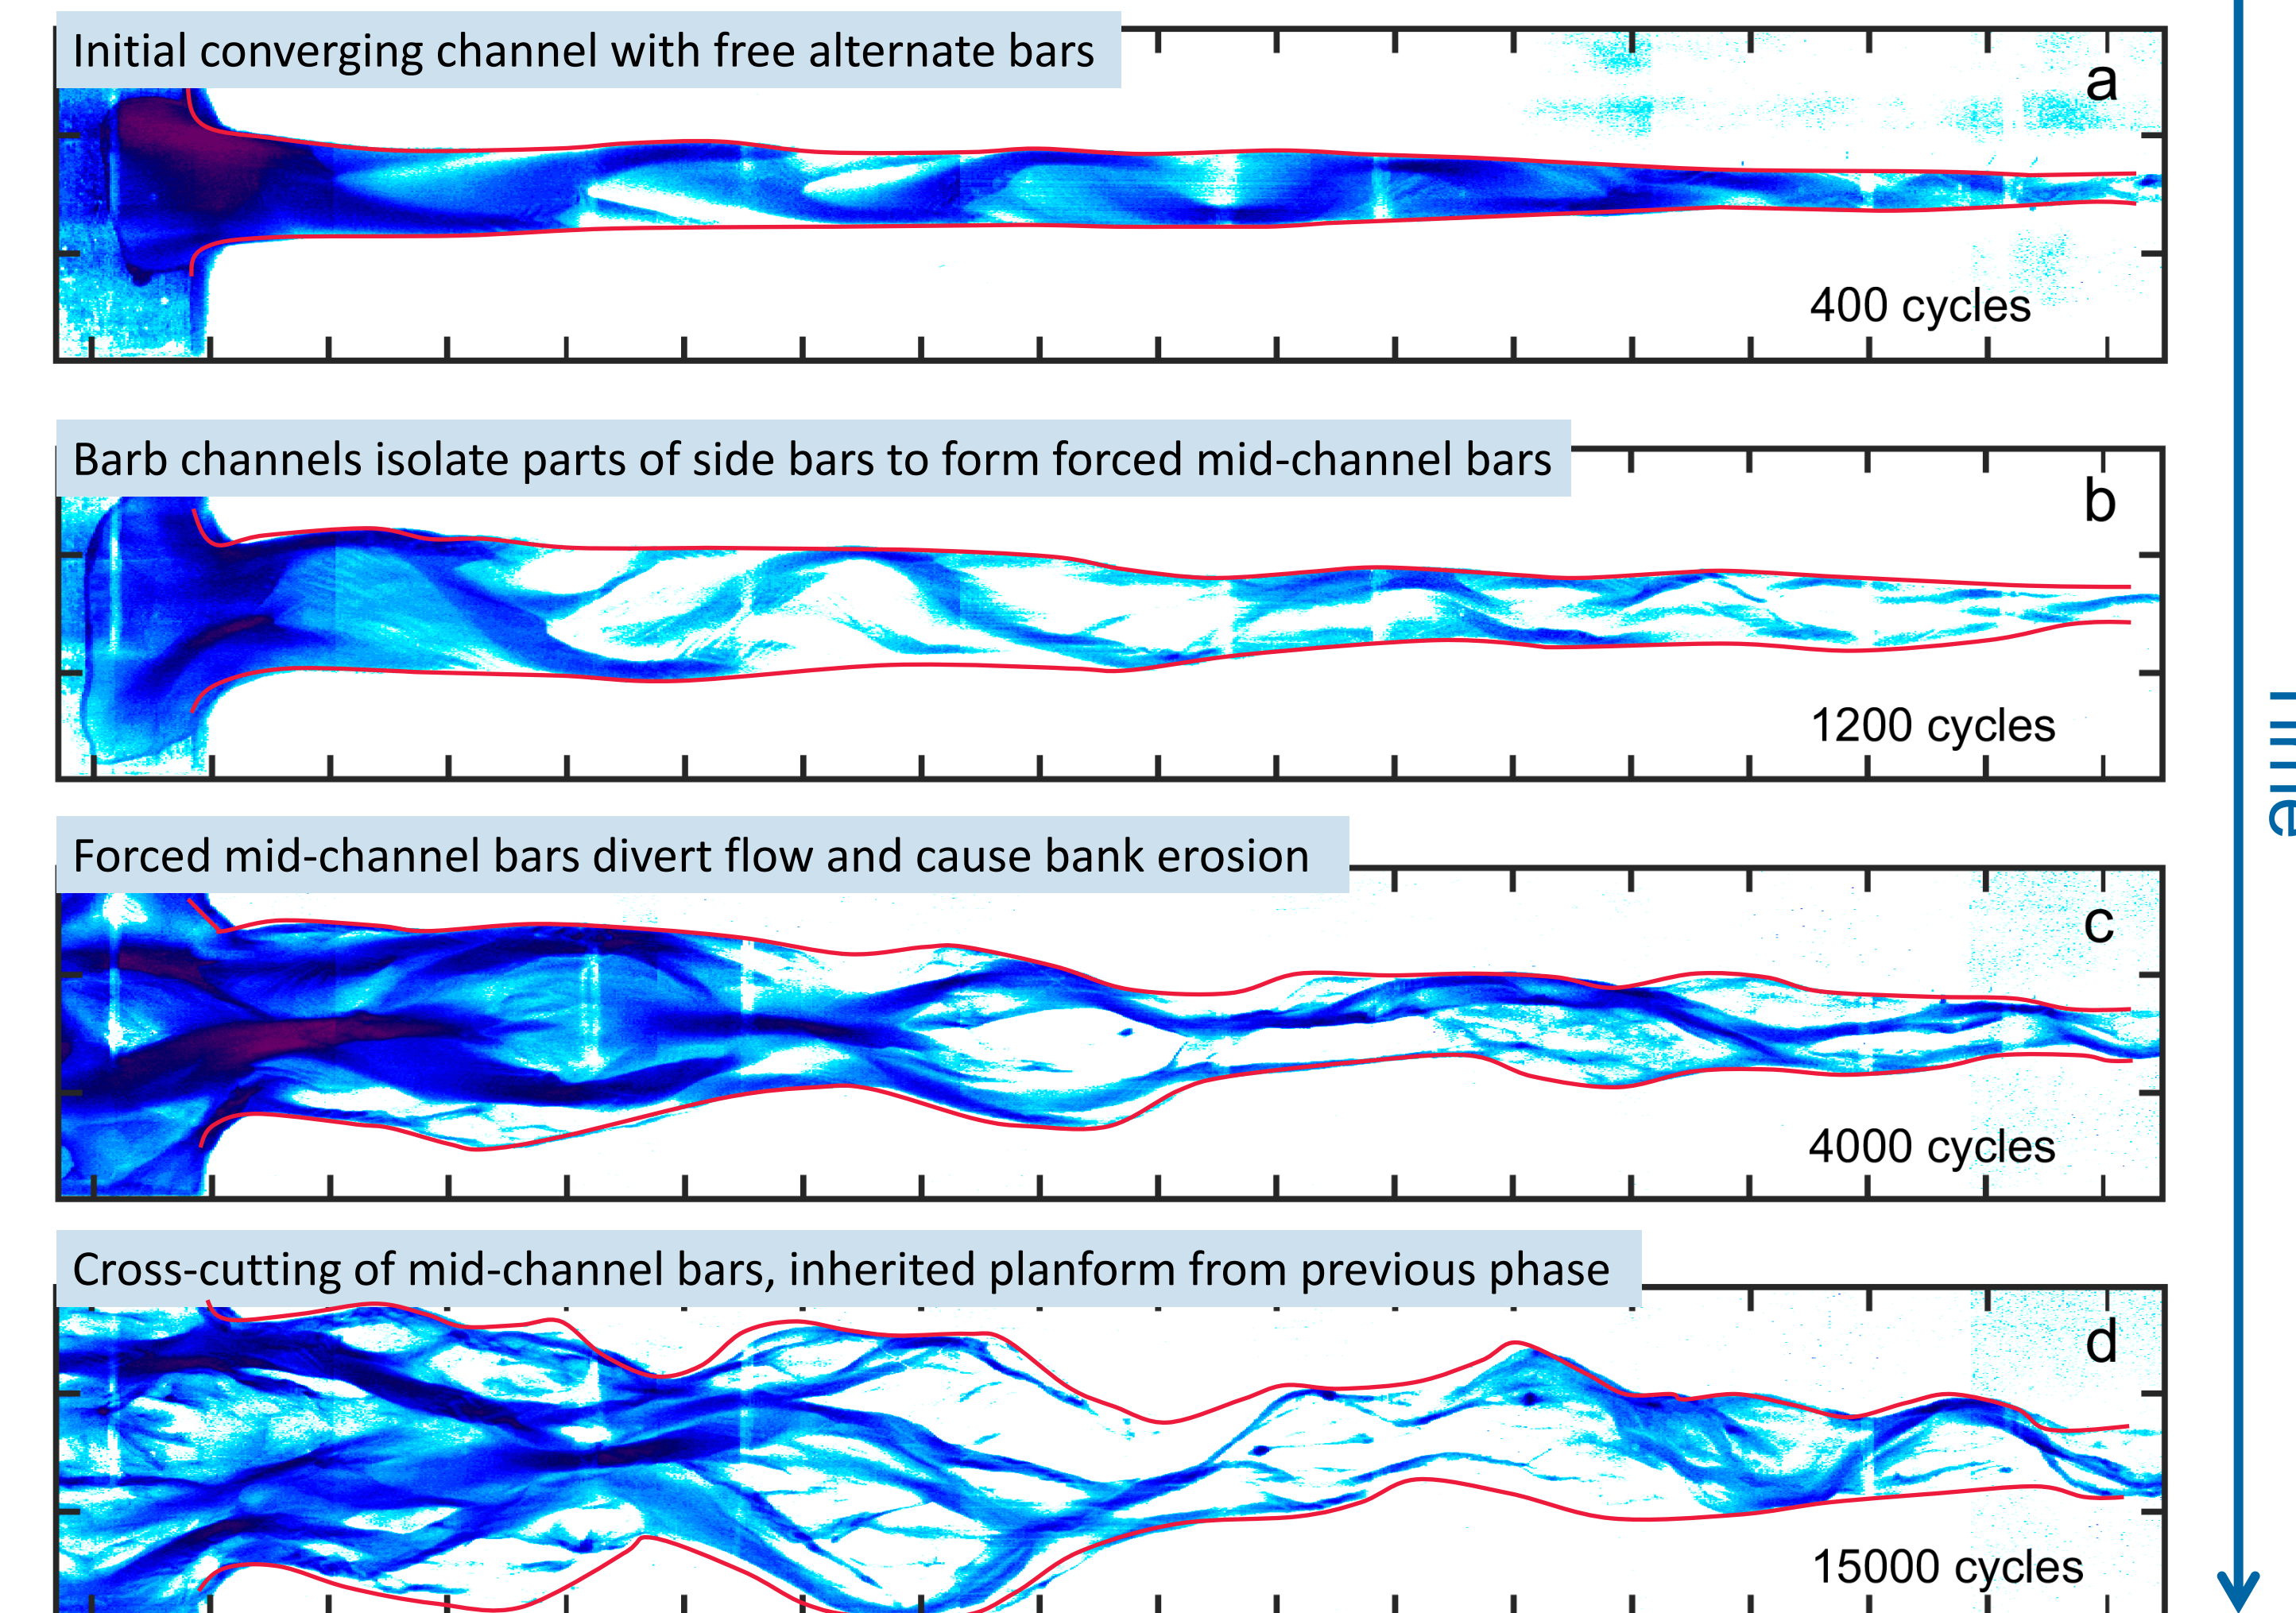 Initial converging channel with free alternate bars
a
400 cycles
Barb channels isolate parts of side bars to form forced mid-channel bars
b
1200 cycles
Time
Forced mid-channel bars divert flow and cause bank erosion
c
4000 cycles
Cross-cutting of mid-channel bars, inherited planform from previous phase
d
15000 cycles